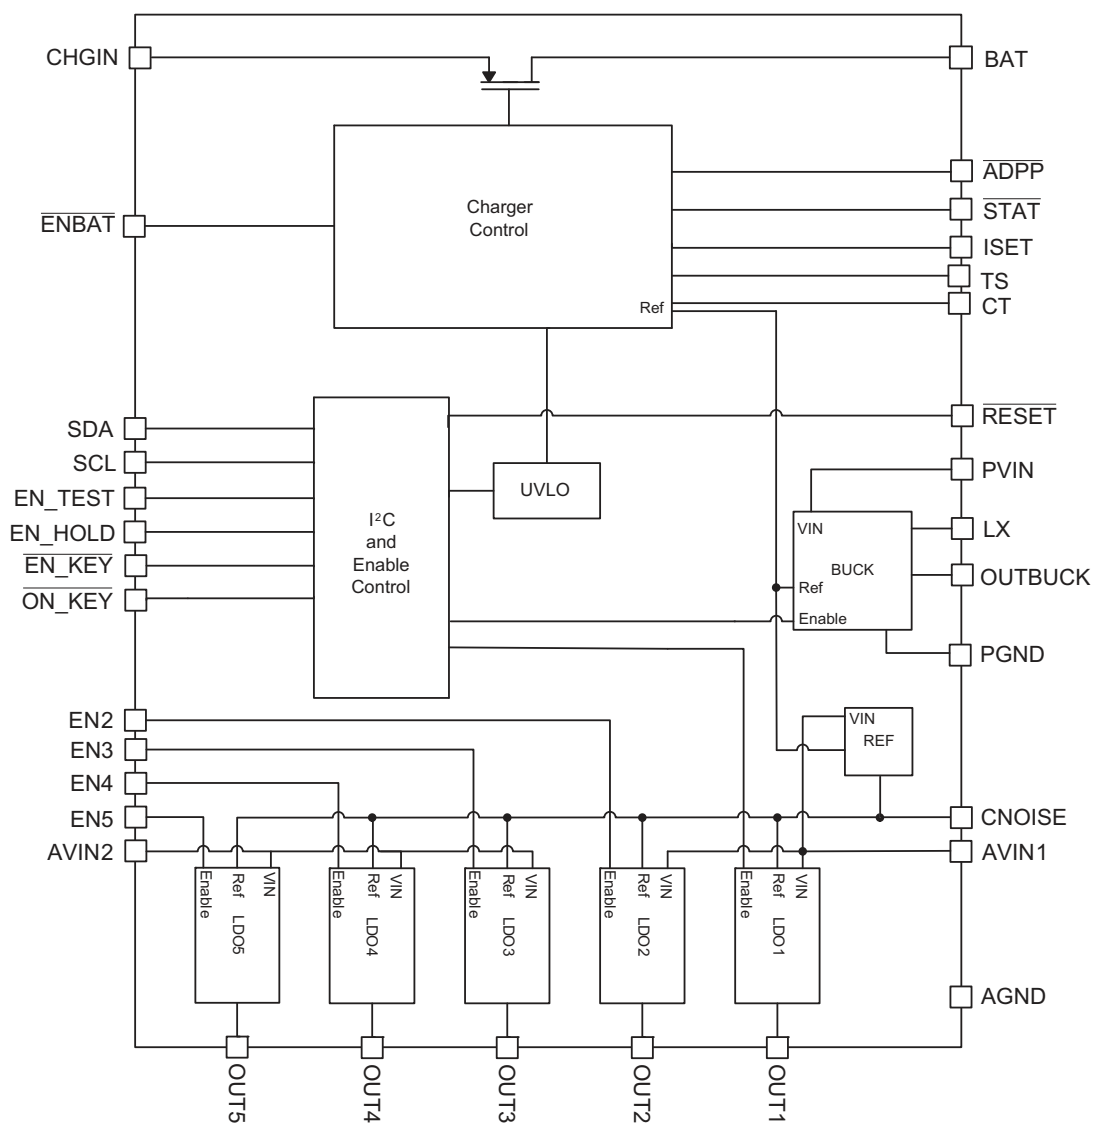 CHGIN
BAT
ADPP
ENBAT
Charger
Control
STAT
ISET
TS
CT
Ref
RESET
SDA
SCL
EN_TEST
EN_HOLD
EN_KEY
ON_KEY
I²C
and
Enable
Control
UVLO
PVIN
LX
OUTBUCK
PGND
VIN
BUCK
Ref
Enable
EN2
EN3
EN4
EN5
AVIN2
VIN
REF
CNOISE
AVIN1
AGND
Enable
Ref
VIN
LDO5
Enable
Ref
VIN
LDO4
Enable
Ref
VIN
LDO3
Enable
Ref
VIN
LDO2
Enable
Ref
VIN
LDO1
OUT5
OUT4
OUT3
OUT2
OUT1